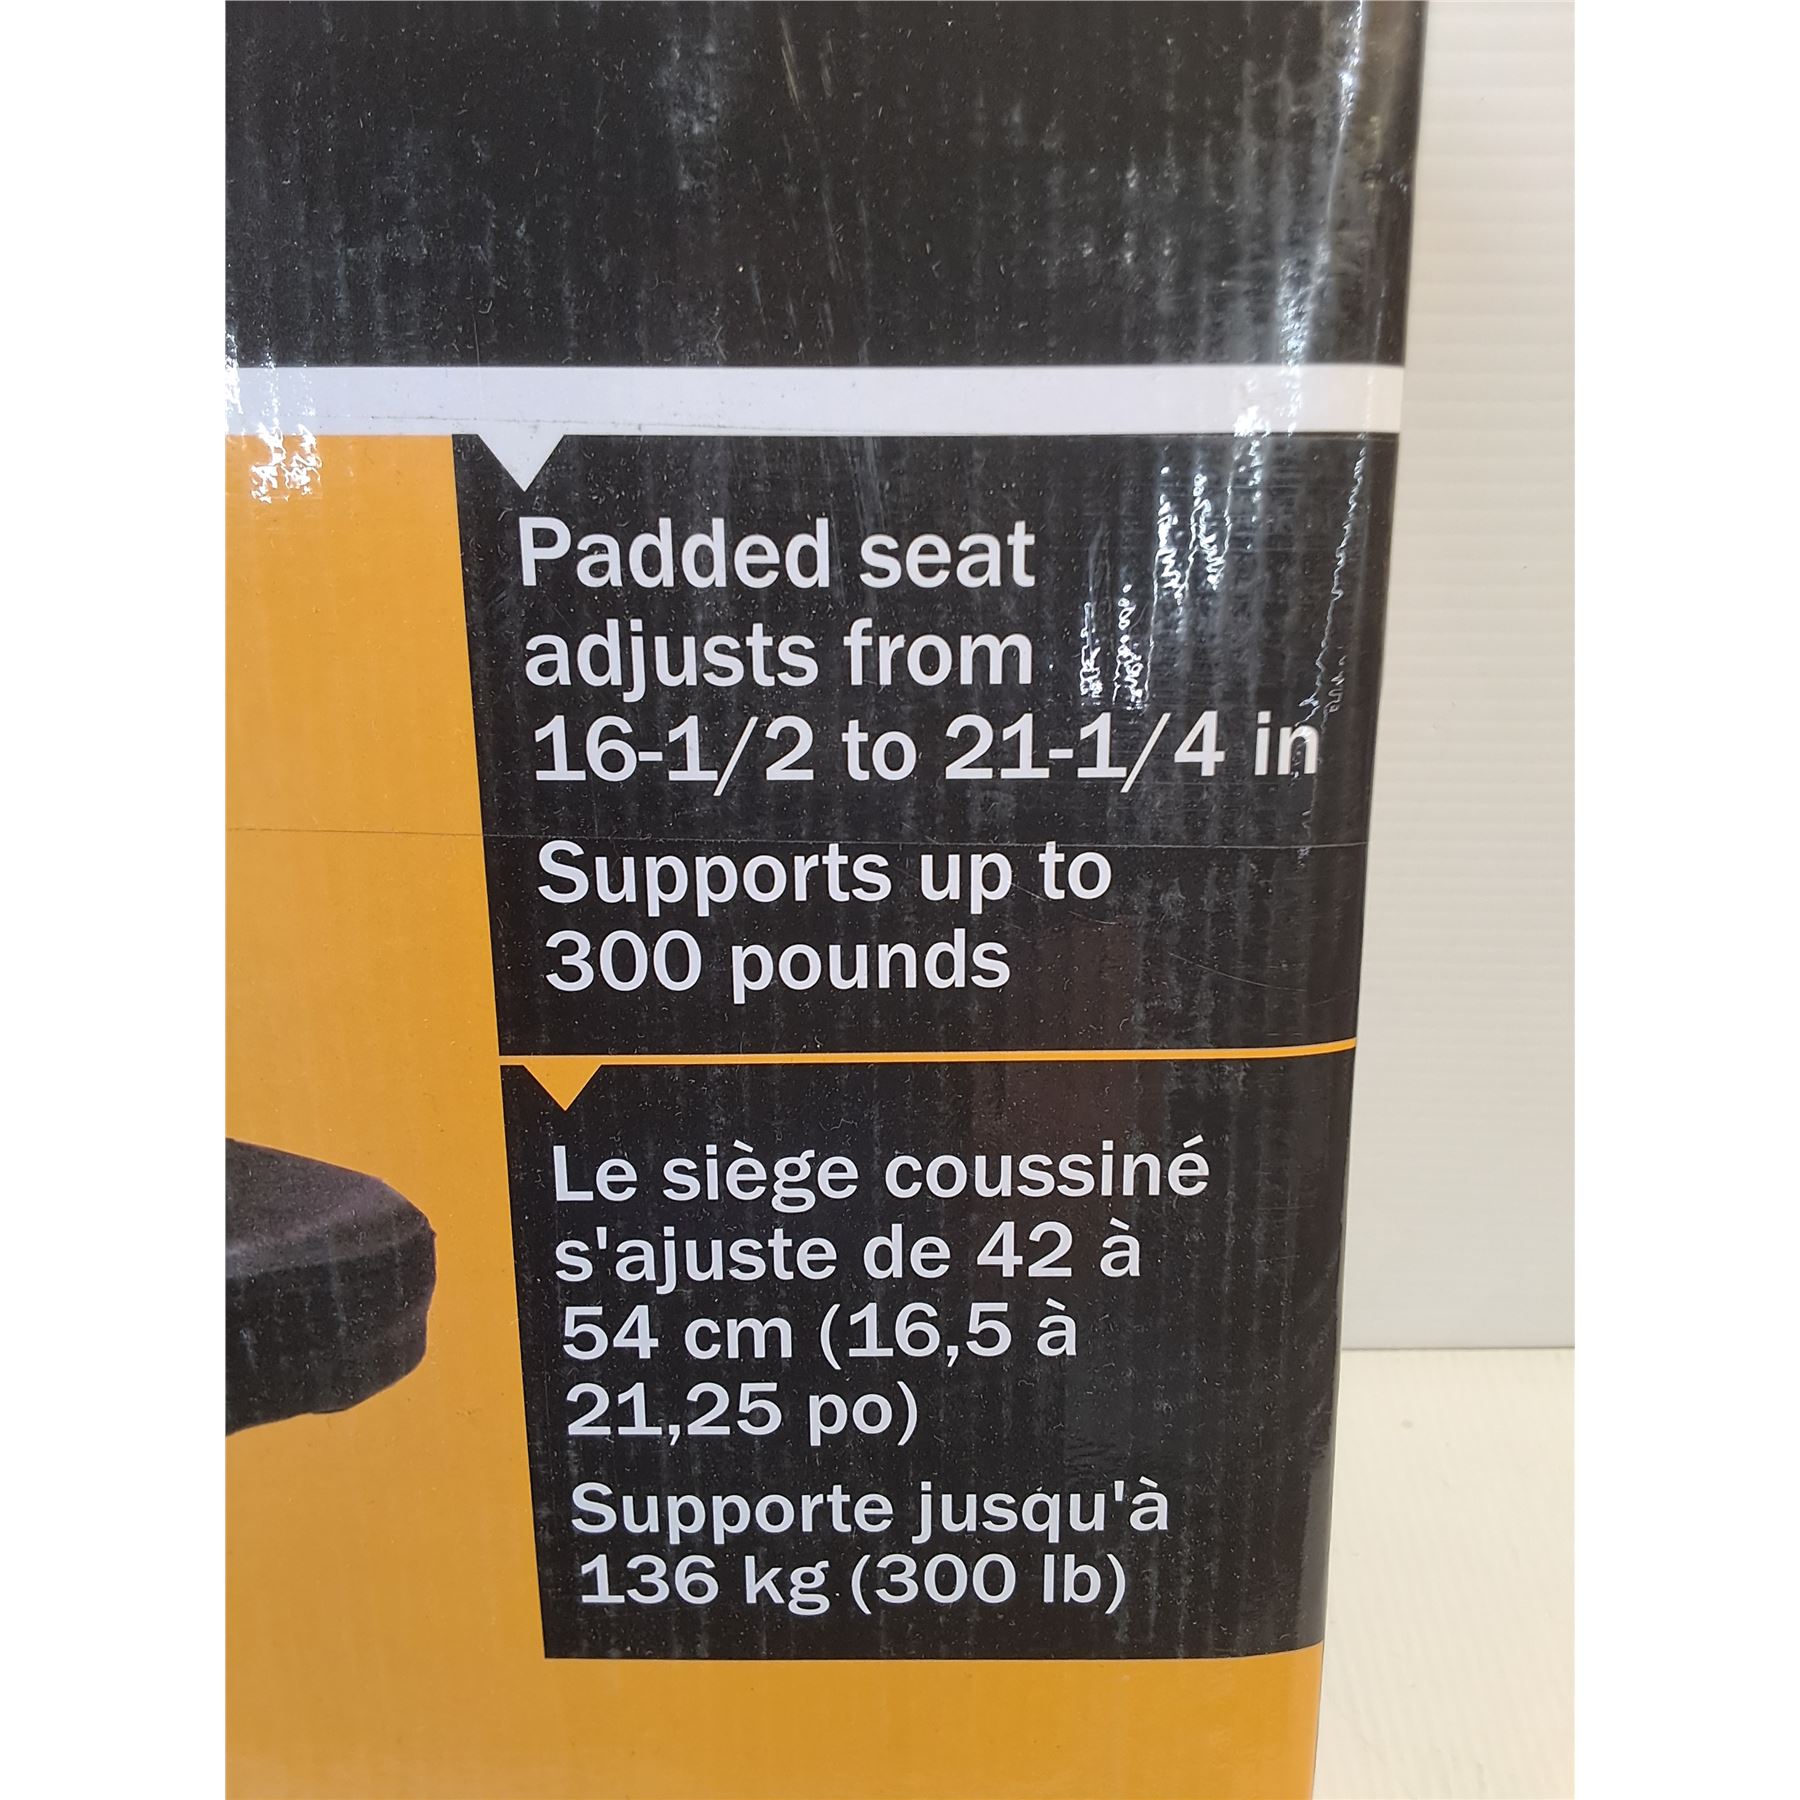 Padded seat
adjusts from
16-1/2 to 21-1/4 in
Supports up to
300 pounds
Le siège coussiné
s'ajuste de 42 à
54 cm (16,5 à
21,25 po)
Supporte jusqu'à
136 kg (300 lb)